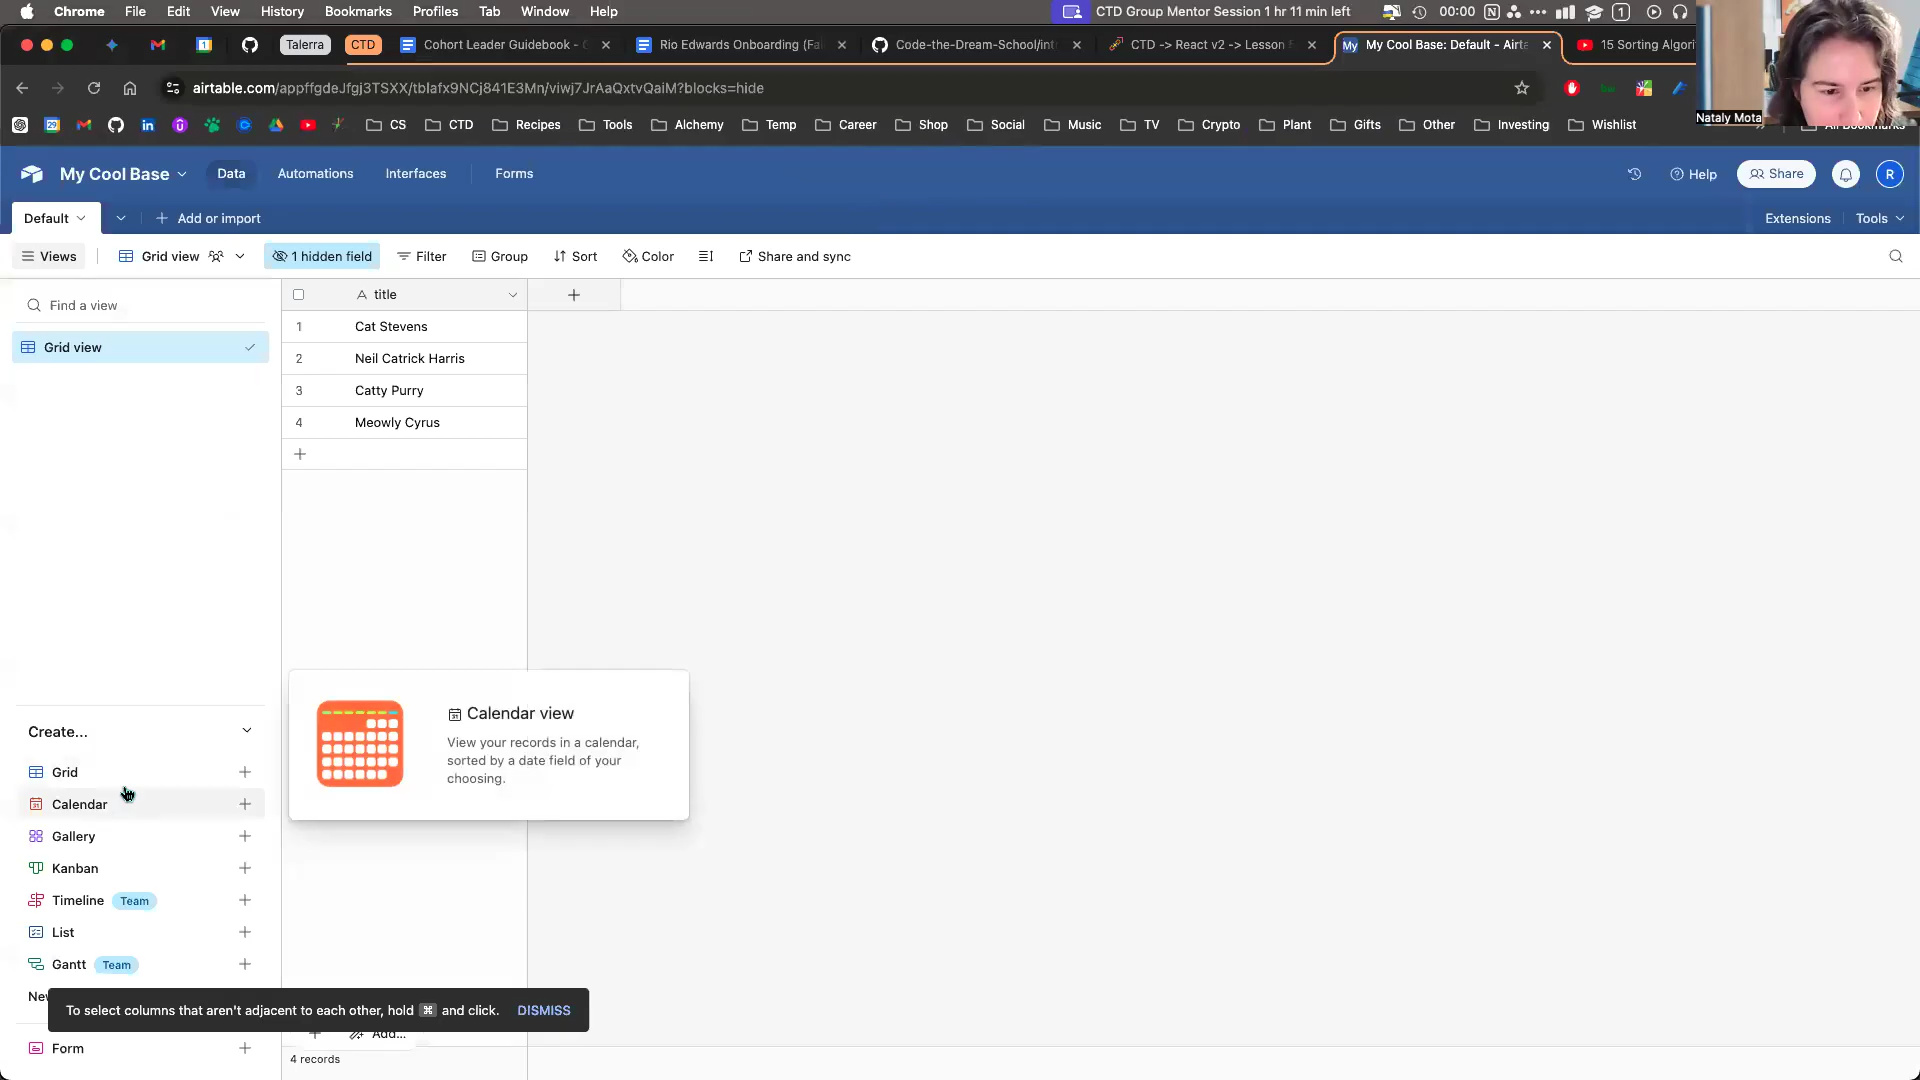 Chrome File Edit View History Bookmarks Profiles Tab Window Help CTD Group Mentor Session 1 hr 11 min left 00:00 1
Talerra CTD Cohort Leader Guidebook - Rio Edwards Onboarding (Fal Code-the-Dream-School/int CTD -> React v2 -> Lesson My Cool Base: Default - Airta 15 Sorting Algori
airtable.com/appffgdeJfgj3TSXX/tblafx9NCj841E3Mn/viwj7JrAaQxtvQaiM?blocks=hide
Nataly Mota
CS CTD Recipes Tools Alchemy Temp Career Shop Social Music TV Crypto Plant Gifts Other Investing Wishlist All Bookmarks
My Cool Base Data Automations Interfaces Forms Help Share R
Default Add or import Extensions Tools
Views Grid view 1 hidden field Filter Group Sort Color Share and sync
Find a view
title
Grid view
1 Cat Stevens
2 Neil Catrick Harris
3 Catty Purry
4 Meowly Cyrus
Calendar view
View your records in a calendar,
sorted by a date field of your
choosing.
Create...
Grid
Calendar
Gallery
Kanban
Timeline Team
List
Gantt Team
To select columns that aren't adjacent to each other, hold ⌘ and click. DISMISS
Add...
Form
4 records